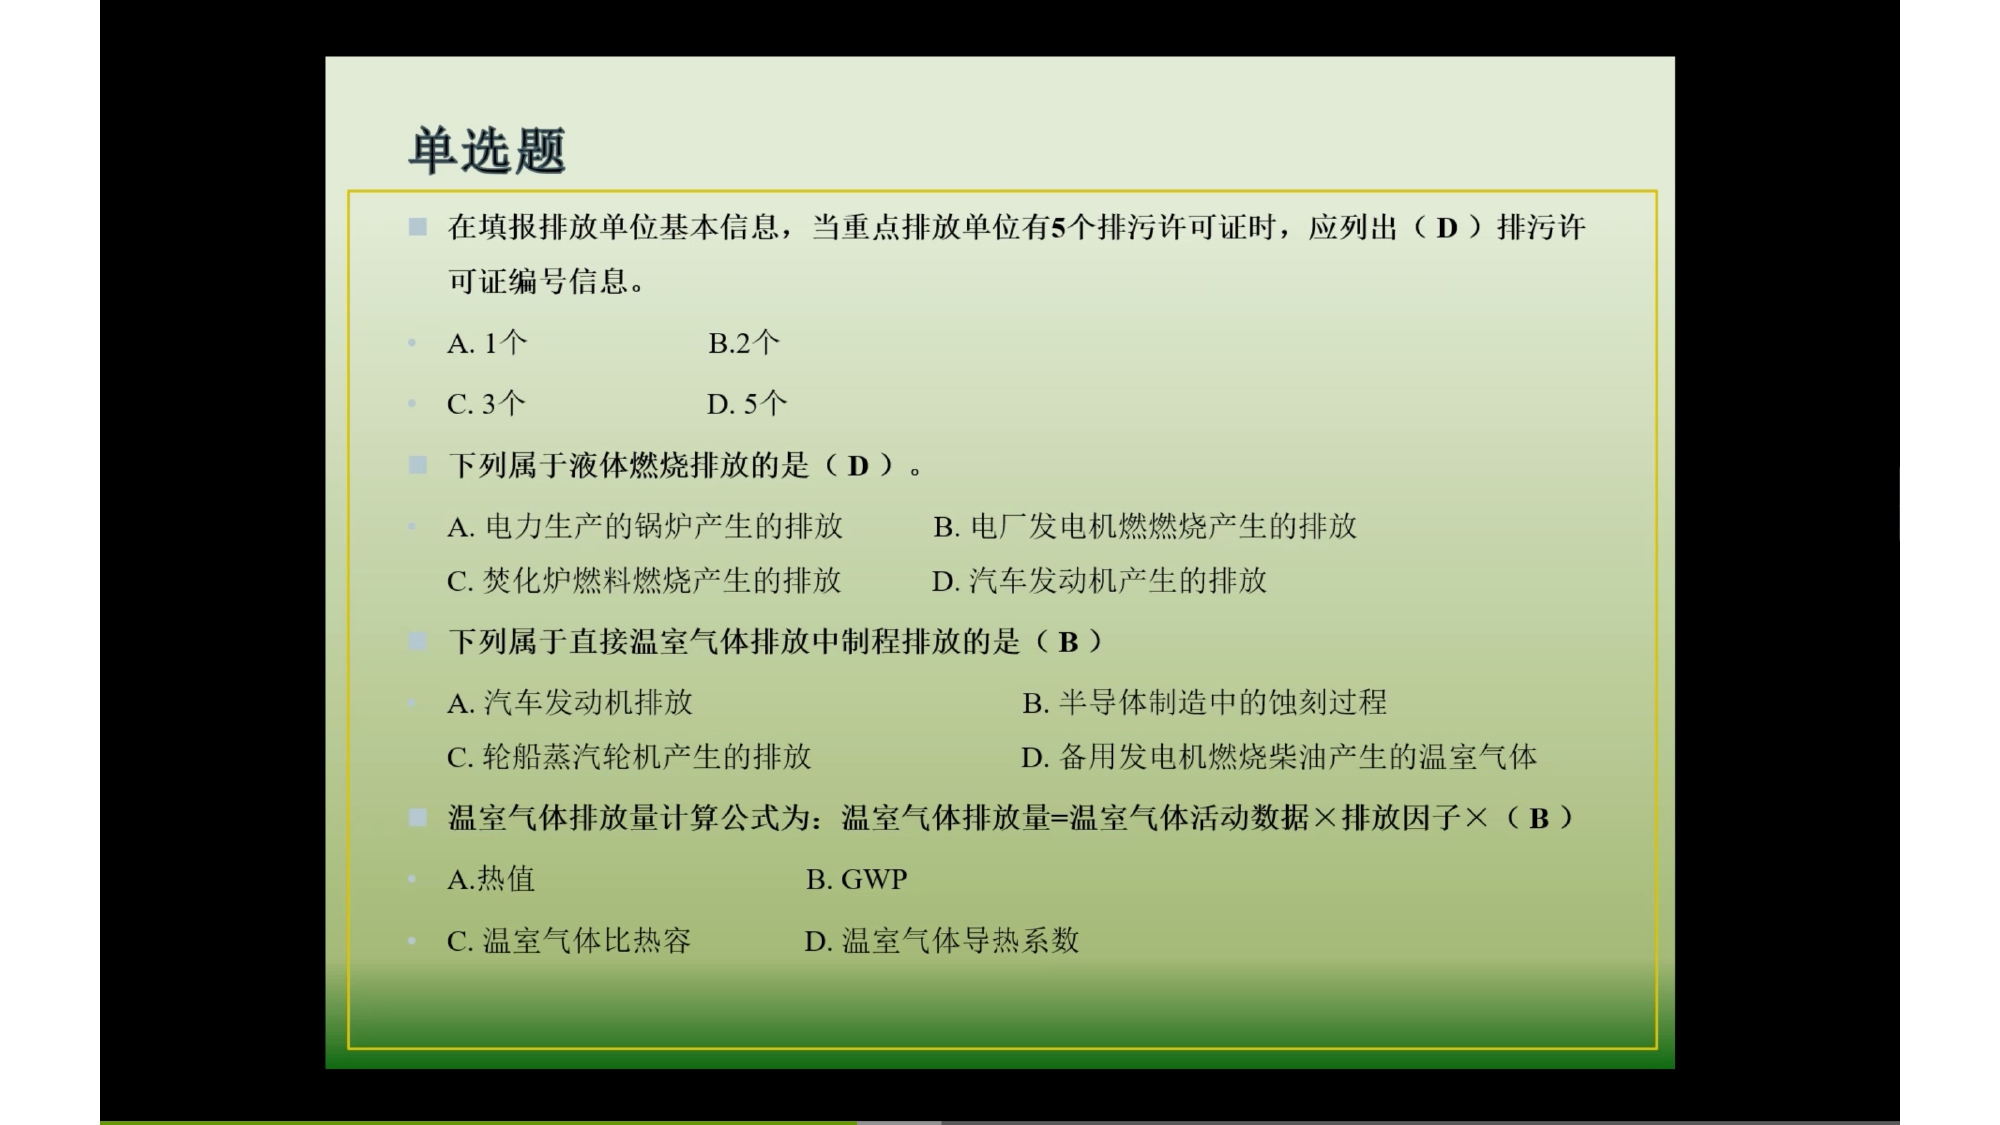 单选题
在填报排放单位基本信息，当重点排放单位有5个排污许可证时，应列出（ D ）排污许
可证编号信息。
A. 1个 B.2个
C. 3个 D. 5个
下列属于液体燃烧排放的是（ D ）。
A. 电力生产的锅炉产生的排放 B. 电厂发电机燃燃烧产生的排放
C. 焚化炉燃料燃烧产生的排放 D. 汽车发动机产生的排放
下列属于直接温室气体排放中制程排放的是（ B ）
A. 汽车发动机排放 B. 半导体制造中的蚀刻过程
C. 轮船蒸汽轮机产生的排放 D. 备用发电机燃烧柴油产生的温室气体
温室气体排放量计算公式为：温室气体排放量=温室气体活动数据×排放因子×（ B ）
A.热值 B. GWP
C. 温室气体比热容 D. 温室气体导热系数